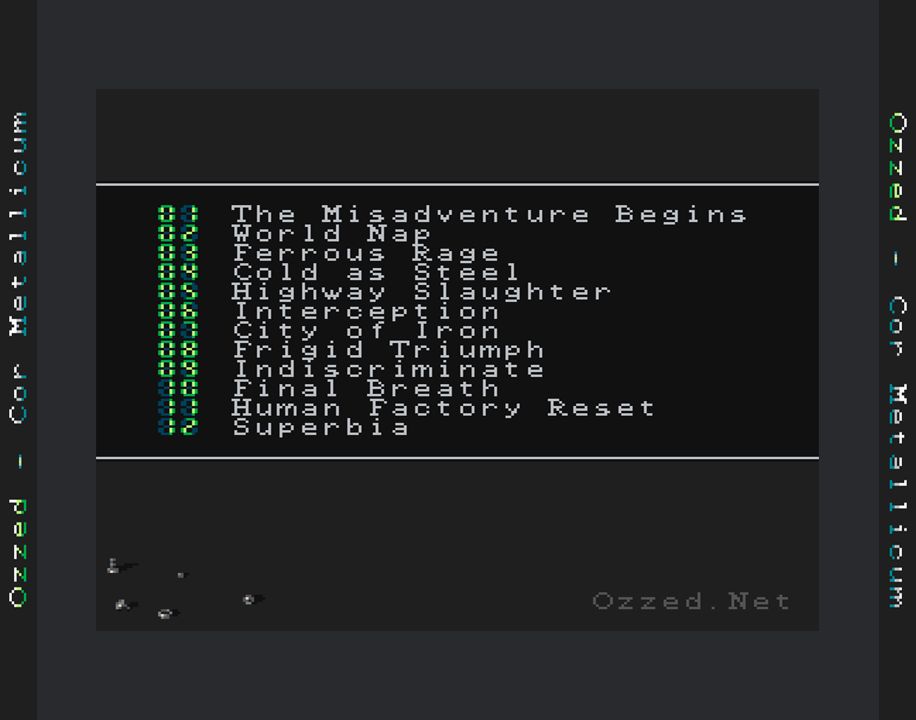 Ozzed - Cor Metallicum
01 The Misadventure Begins
02 World Nap
03 Ferrous Rage
04 Cold as Steel
05 Highway Slaughter
06 Interception
07 City of Iron
08 Frigid Triumph
09 Indiscriminate
10 Final Breath
11 Human Factory Reset
12 Superbia
Ozzed.Net
Ozzed - Cor Metallicum